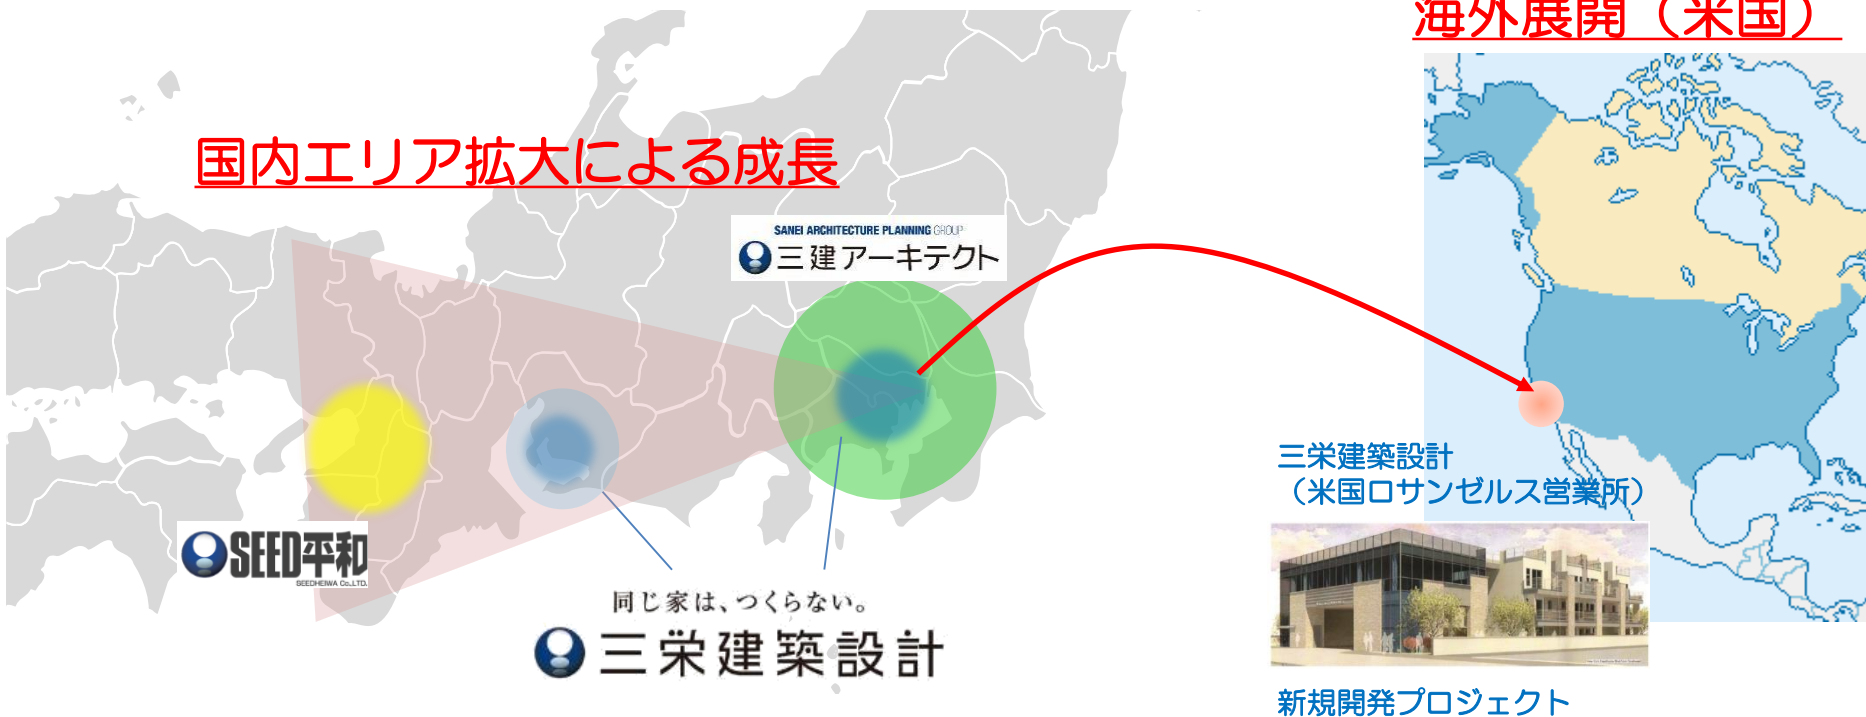 海外展開（米国）
国内エリア拡大による成長
SANEI ARCHITECTURE PLANNING GROUP
三建アーキテクト
三栄建築設計
（米国ロサンゼルス営業所）
SEED平和
SEEDHEIWA Co.,LTD.
同じ家は、つくらない。
三栄建築設計
新規開発プロジェクト